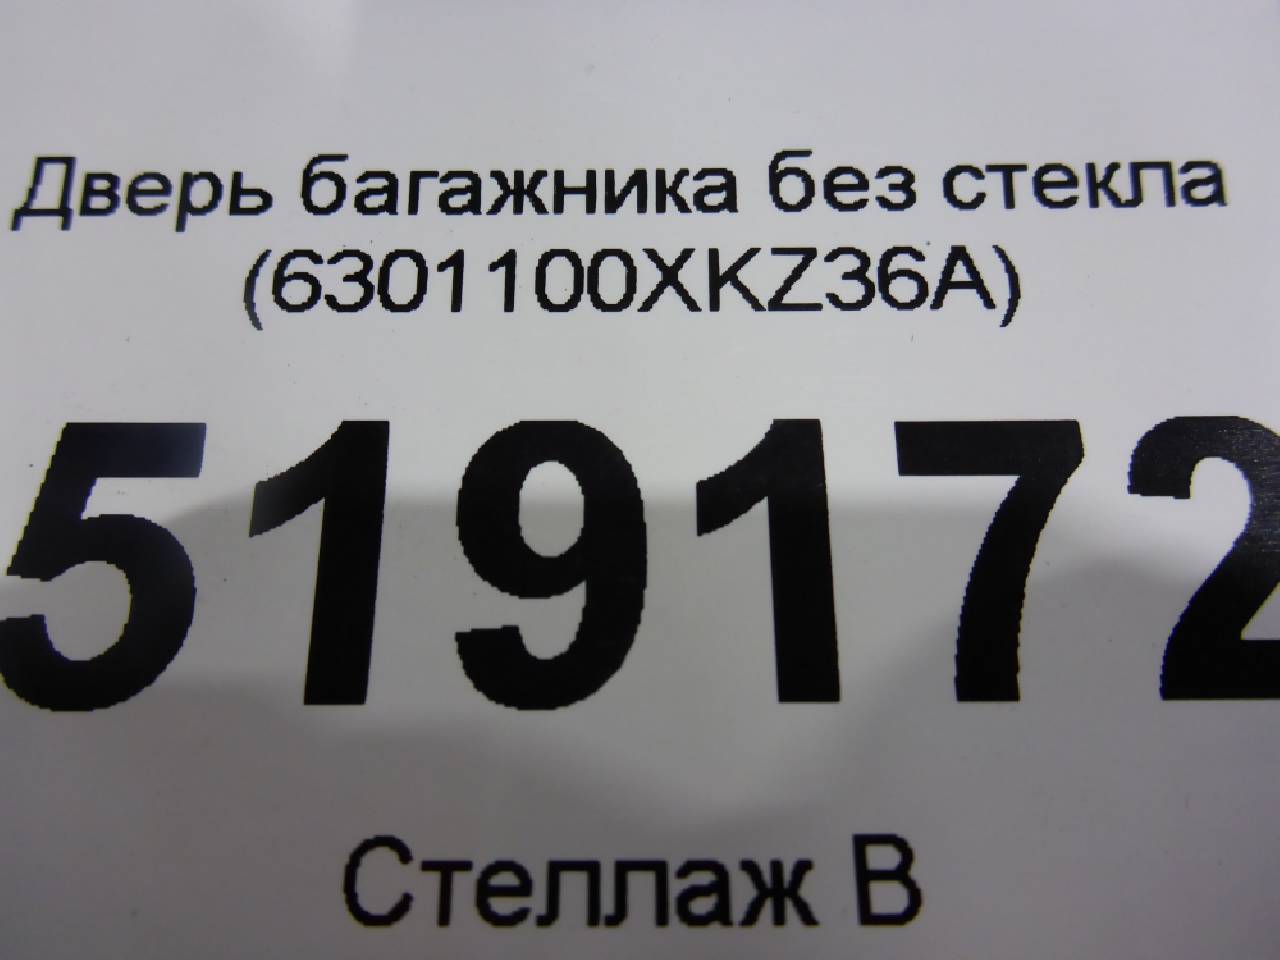 Дверь багажника без стекла
(6301100XKZ36A)
519172
Стеллаж В